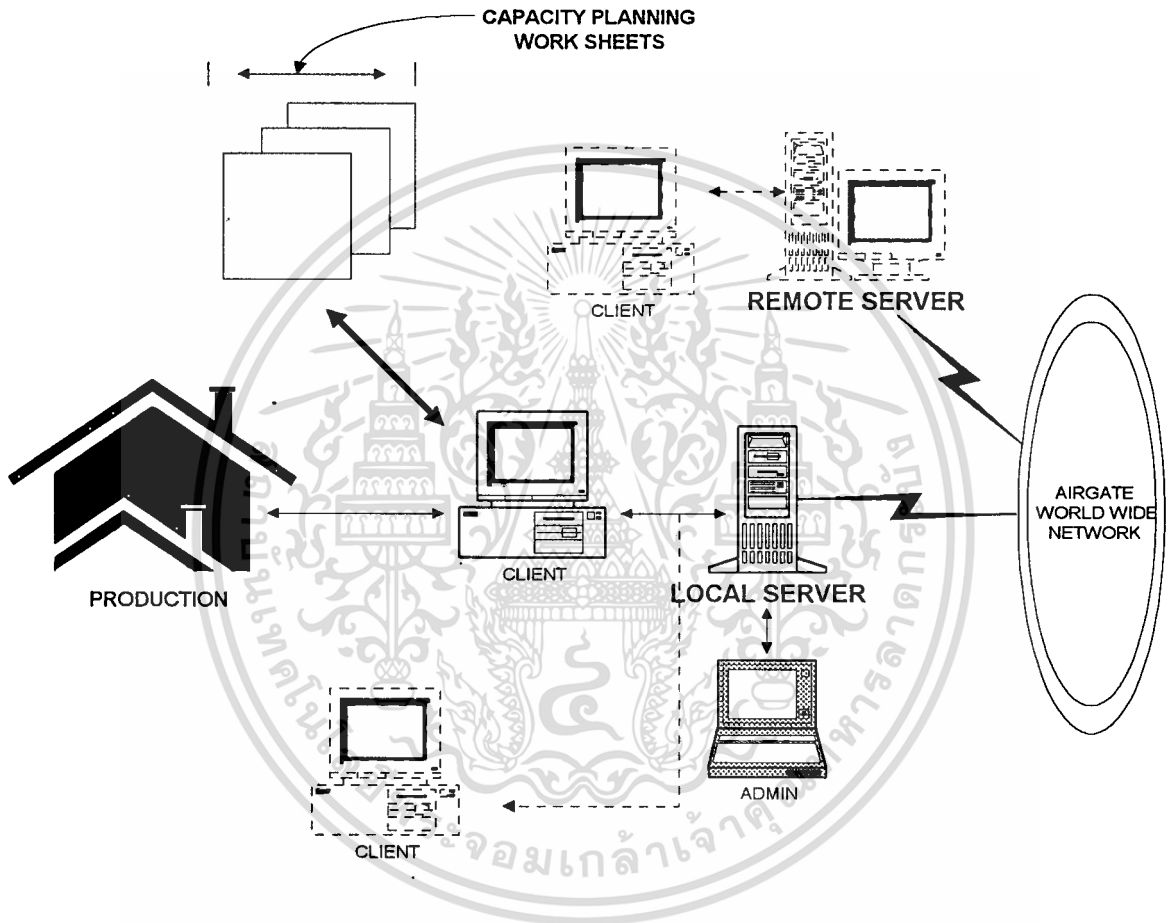 CAPACITY PLANNING
WORK SHEETS
CLIENT
REMOTE SERVER
AIRGATE
WORLD WIDE
NETWORK
PRODUCTION
CLIENT
LOCAL SERVER
ADMIN
CLIENT